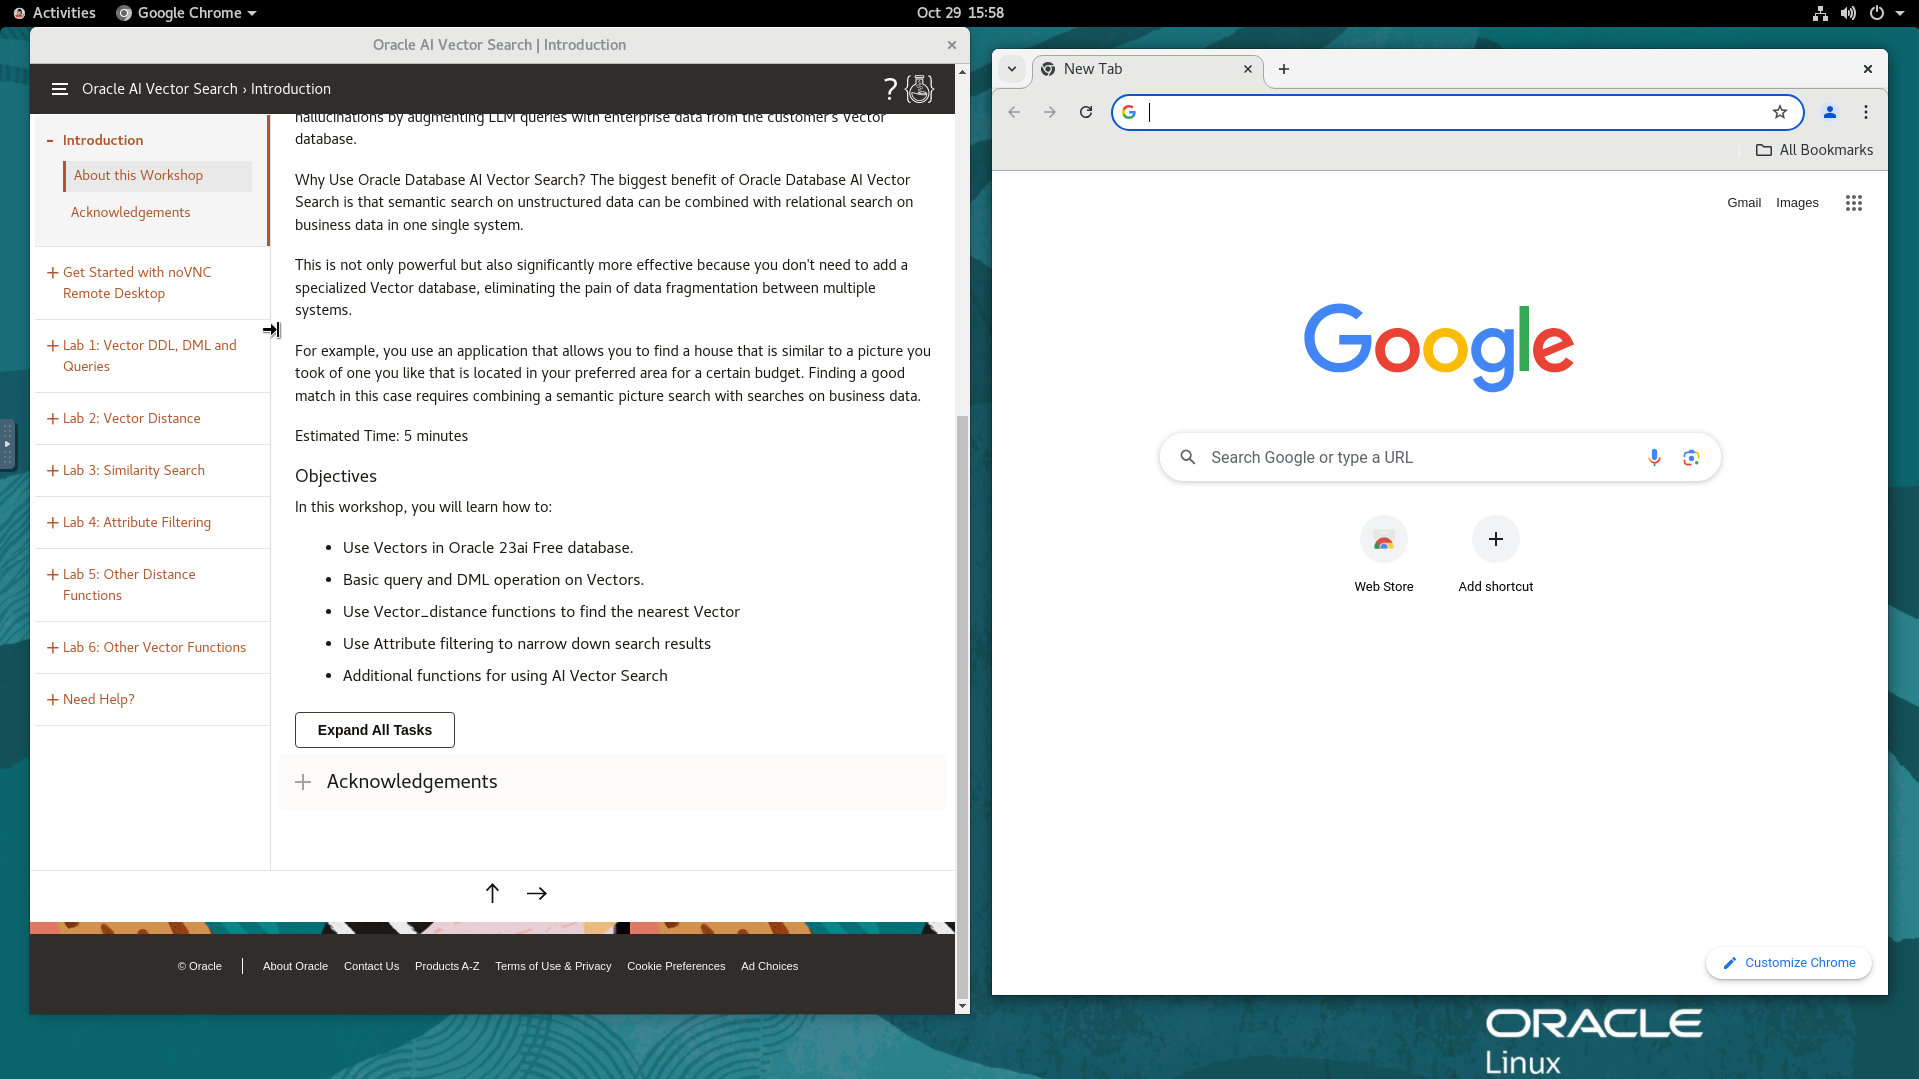 Activities
Google Chrome
Oct 29 15:58
Oracle AI Vector Search | Introduction
Oracle AI Vector Search › Introduction
?
Introduction
About this Workshop
Acknowledgements
Get Started with noVNC
Remote Desktop
Lab 1: Vector DDL, DML and
Queries
Lab 2: Vector Distance
Lab 3: Similarity Search
Lab 4: Attribute Filtering
Lab 5: Other Distance
Functions
Lab 6: Other Vector Functions
Need Help?
hallucinations by augmenting LLM queries with enterprise data from the customer's Vector
database.
Why Use Oracle Database AI Vector Search? The biggest benefit of Oracle Database AI Vector
Search is that semantic search on unstructured data can be combined with relational search on
business data in one single system.
This is not only powerful but also significantly more effective because you don't need to add a
specialized Vector database, eliminating the pain of data fragmentation between multiple
systems.
For example, you use an application that allows you to find a house that is similar to a picture you
took of one you like that is located in your preferred area for a certain budget. Finding a good
match in this case requires combining a semantic picture search with searches on business data.
Estimated Time: 5 minutes
Objectives
In this workshop, you will learn how to:
• Use Vectors in Oracle 23ai Free database.
• Basic query and DML operation on Vectors.
• Use Vector_distance functions to find the nearest Vector
• Use Attribute filtering to narrow down search results
• Additional functions for using AI Vector Search
Expand All Tasks
Acknowledgements
© Oracle
About Oracle
Contact Us
Products A-Z
Terms of Use & Privacy
Cookie Preferences
Ad Choices
New Tab
All Bookmarks
Gmail
Images
Google
Search Google or type a URL
Web Store
Add shortcut
Customize Chrome
ORACLE
Linux